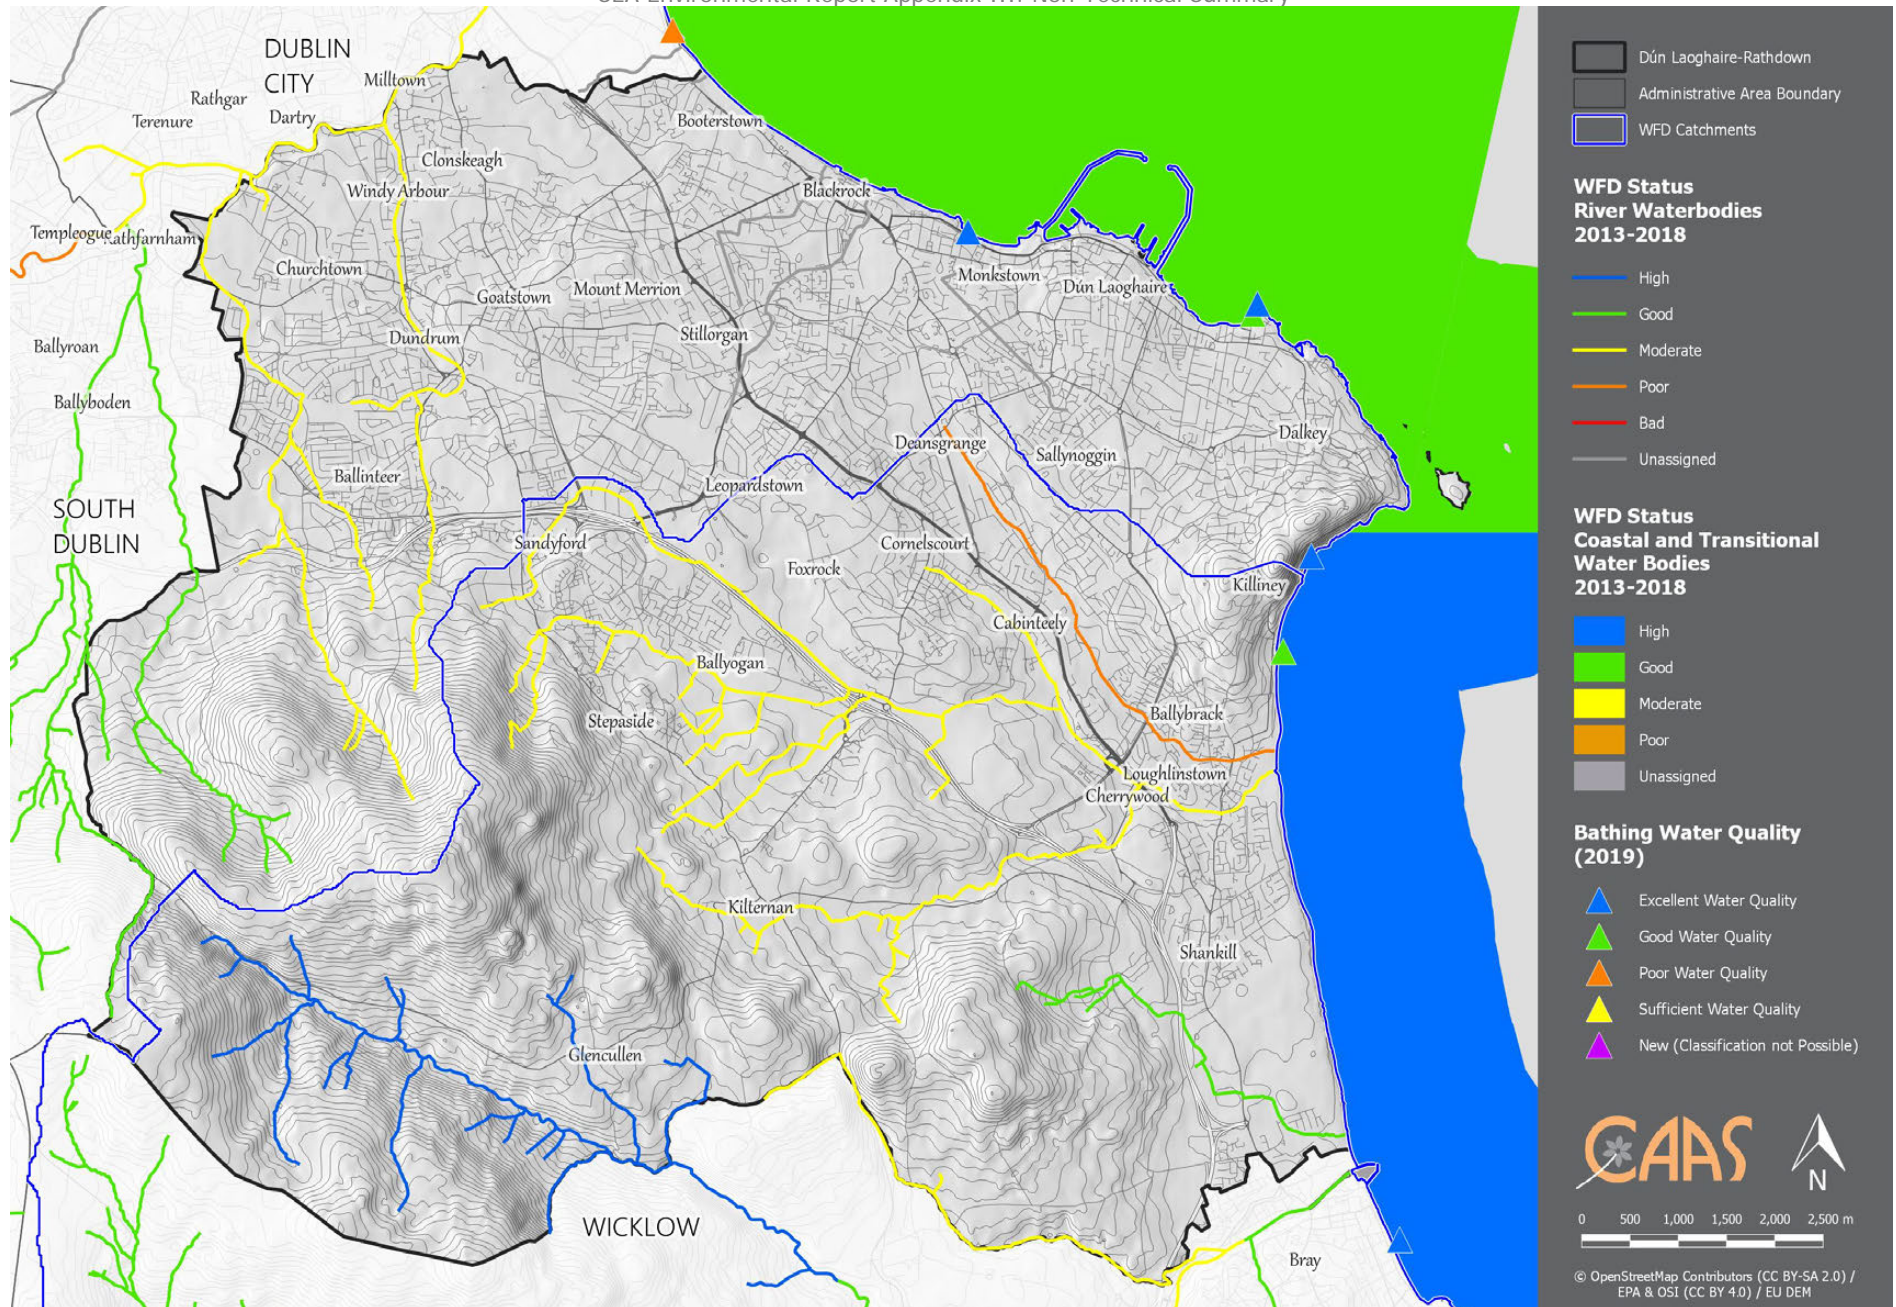 DUBLIN
CITY
Milltown
Rathgar
Terenure
Dartry
Booterstown
Clonskeagh
Windy Arbour
Blackrock
Templeogue
Rathfarnham
Churchtown
Goatstown
Mount Merrion
Monkstown
Dún Laoghaire
Stillorgan
Dundrum
Ballyroan
Ballyboden
Deansgrange
Sallynoggin
Dalkey
Ballinteer
Leopardstown
SOUTH
DUBLIN
Sandyford
Cornelscourt
Foxrock
Killiney
Cabinteely
Ballyogan
Stepaside
Ballybrack
Loughlinstown
Cherrywood
Kilternan
Shankill
Glencullen
WICKLOW
Bray
Dún Laoghaire-Rathdown
Administrative Area Boundary
WFD Catchments
WFD Status
River Waterbodies
2013-2018
High
Good
Moderate
Poor
Bad
Unassigned
WFD Status
Coastal and Transitional
Water Bodies
2013-2018
High
Good
Moderate
Poor
Unassigned
Bathing Water Quality
(2019)
Excellent Water Quality
Good Water Quality
Poor Water Quality
Sufficient Water Quality
New (Classification not Possible)
CAAS
N
0 500 1,000 1,500 2,000 2,500 m
© OpenStreetMap Contributors (CC BY-SA 2.0) /
EPA & OSI (CC BY 4.0) / EU DEM